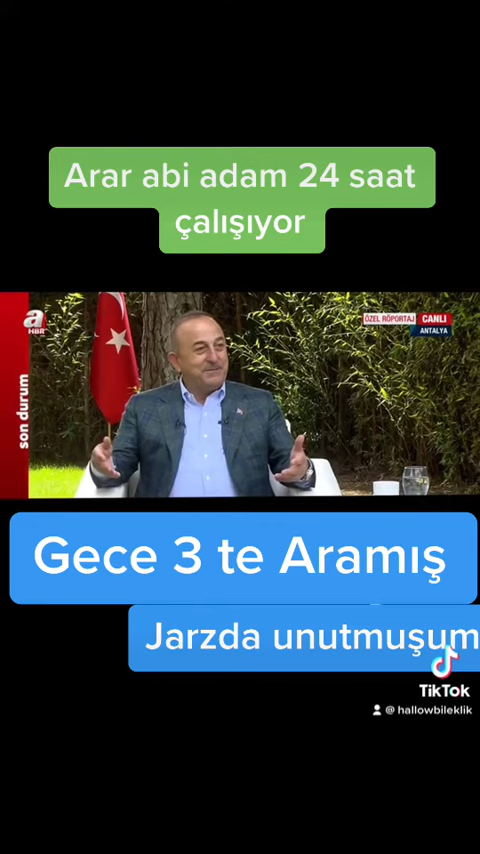 Arar abi adam 24 saat
çalışıyor
a
HBR
ÖZEL RÖPORTAJ CANLI
ANTALYA
son durum
Gece 3 te Aramış
Jarzda unutmuşum
TikTok
@ hallowbileklik